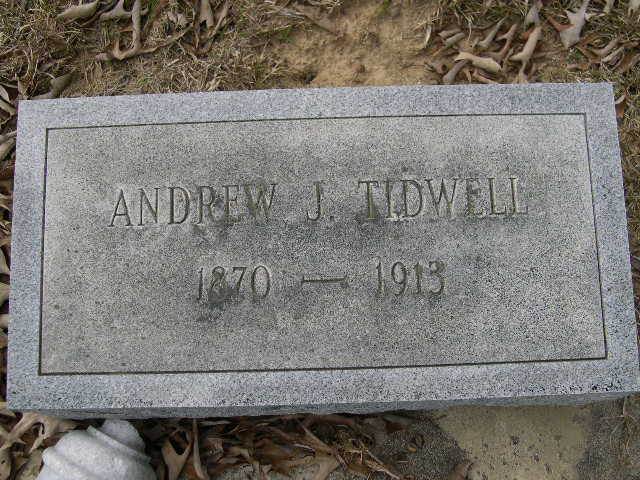 ANDREW J. TIDWELL
1870 — 1913